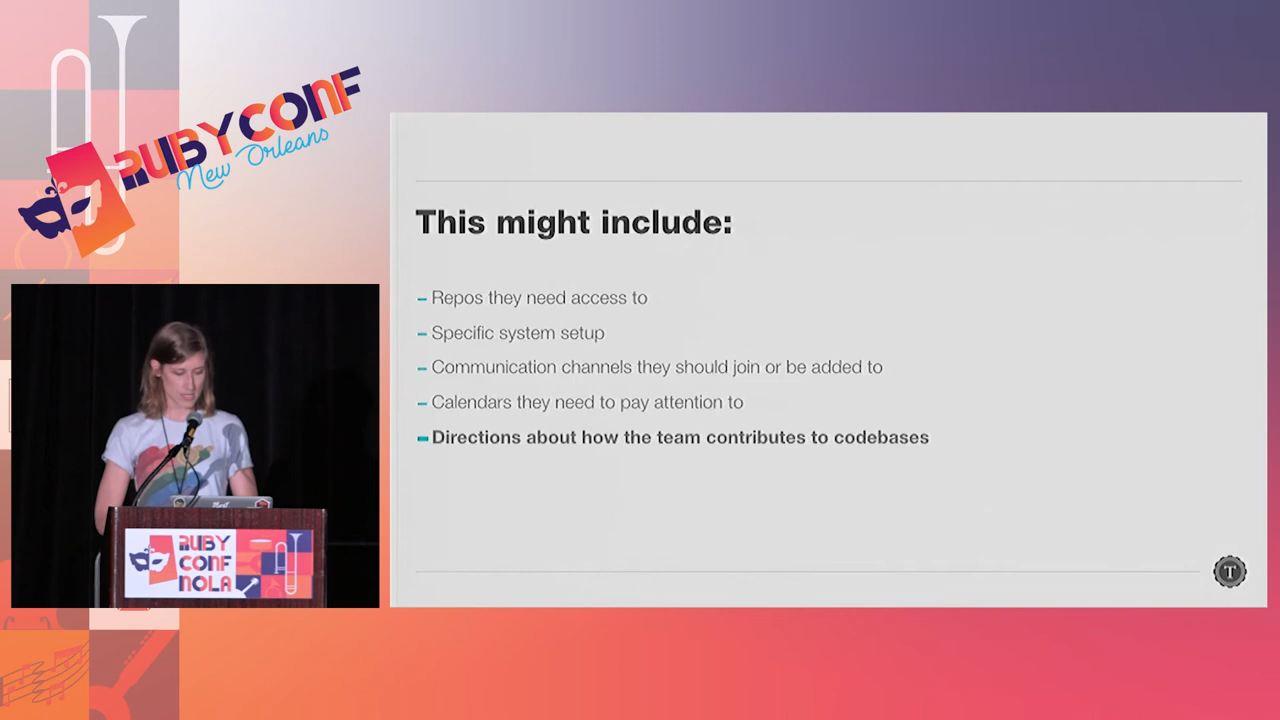 RUBYCONF
New Orleans
This might include:
– Repos they need access to
– Specific system setup
– Communication channels they should join or be added to
– Calendars they need to pay attention to
– Directions about how the team contributes to codebases
T
RUBY
CONF
NOLA